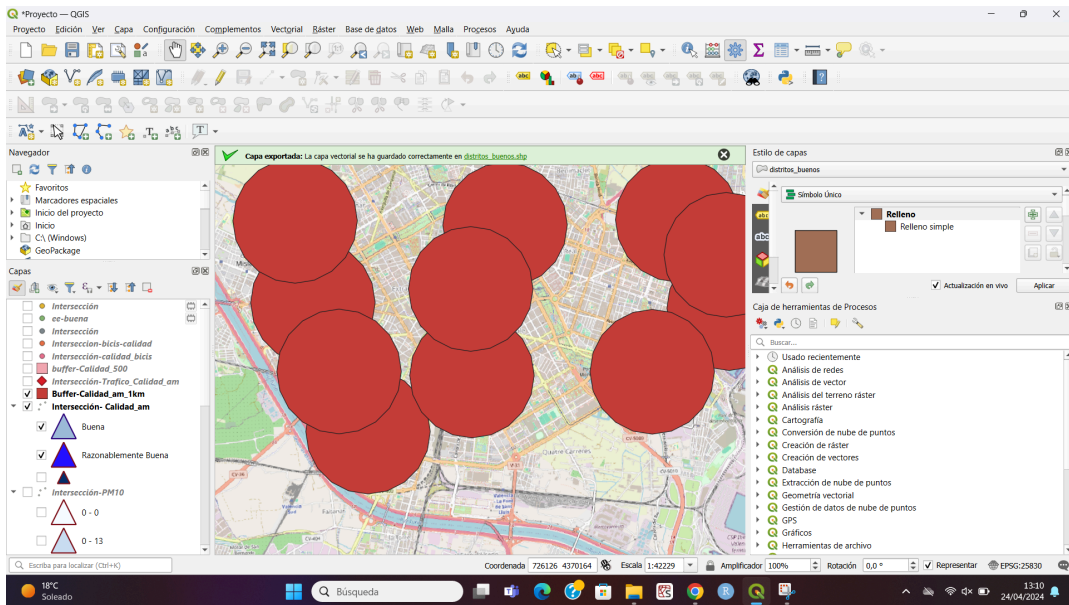 *Proyecto — QGIS
Proyecto Edición Ver Capa Configuración Complementos Vectorial Ráster Base de datos Web Malla Procesos Ayuda
Navegador
Favoritos
Marcadores espaciales
Inicio del proyecto
Inicio
C:\ (Windows)
GeoPackage
Capas
Intersección
ee-buena
Intersección
Interseccion-bicis-calidad
Intersección-calidad_bicis
buffer-Calidad_500
Intersección-Trafico_Calidad_am
Buffer-Calidad_am_1km
Intersección- Calidad_am
Buena
Razonablemente Buena
Intersección-PM10
0 - 0
0 - 13
Capa exportada: La capa vectorial se ha guardado correctamente en distritos_buenos.shp
Quatre Carreres
Estilo de capas
distritos_buenos
Símbolo Único
Relleno
Relleno simple
Actualización en vivo
Aplicar
Caja de herramientas de Procesos
Buscar...
Usado recientemente
Análisis de redes
Análisis de vector
Análisis del terreno ráster
Análisis ráster
Cartografía
Conversión de nube de puntos
Creación de ráster
Creación de vectores
Database
Extracción de nube de puntos
Geometría vectorial
Gestión de datos de nube de puntos
GPS
Gráficos
Herramientas de archivo
Escriba para localizar (Ctrl+K)
Coordenada 726126 4370164 Escala 1:42229 Amplificador 100% Rotación 0,0 ° Representar EPSG:25830
18°C
Soleado
Búsqueda
13:10
24/04/2024